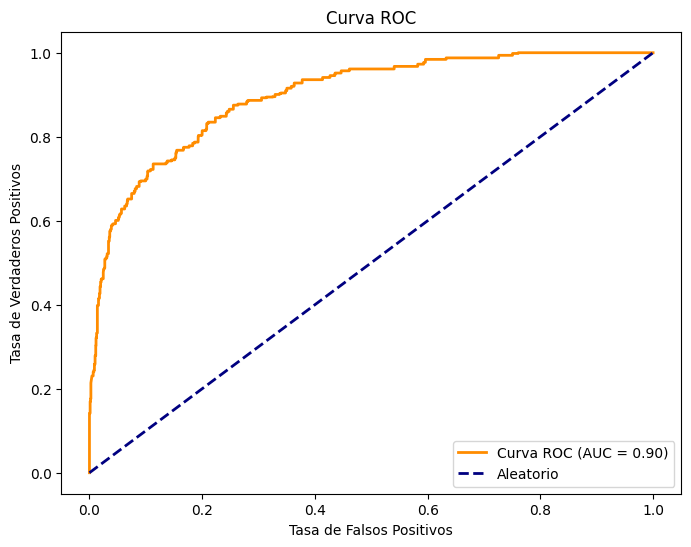 Curva ROC
Tasa de Verdaderos Positivos
1.0
0.8
0.6
0.4
0.2
0.0
0.0 0.2 0.4 0.6 0.8 1.0
Tasa de Falsos Positivos
Curva ROC (AUC = 0.90)
Aleatorio